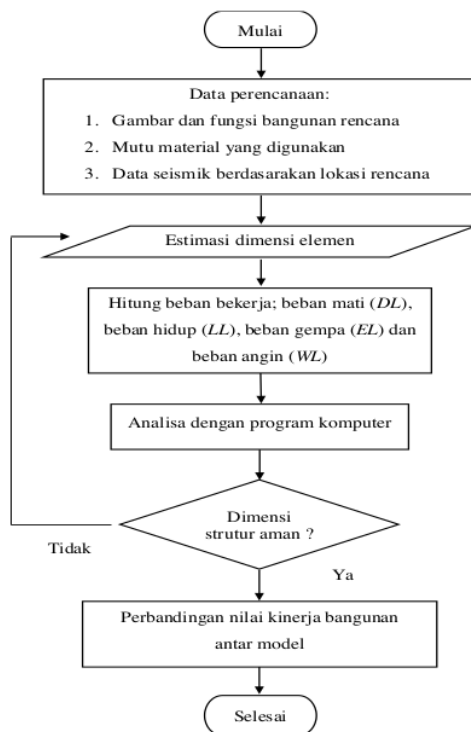 Mulai
Data perencanaan:
1. Gambar dan fungsi bangunan rencana
2. Mutu material yang digunakan
3. Data seismik berdasarakan lokasi rencana
Estimasi dimensi elemen
Hitung beban bekerja; beban mati (DL),
beban hidup (LL), beban gempa (EL) dan
beban angin (WL)
Analisa dengan program komputer
Dimensi
strutur aman ?
Tidak
Ya
Perbandingan nilai kinerja bangunan
antar model
Selesai